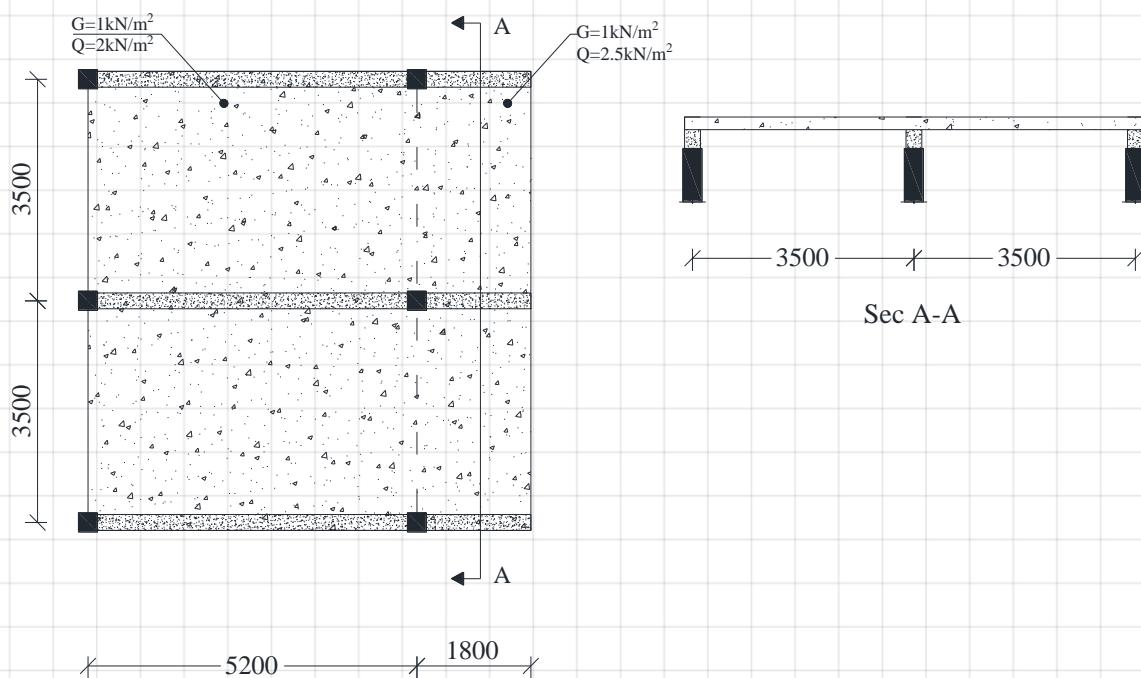 G=1kN/m²
Q=2kN/m²
A
G=1kN/m²
Q=2.5kN/m²
3500
3500
A
5200
1800
3500
3500
Sec A-A